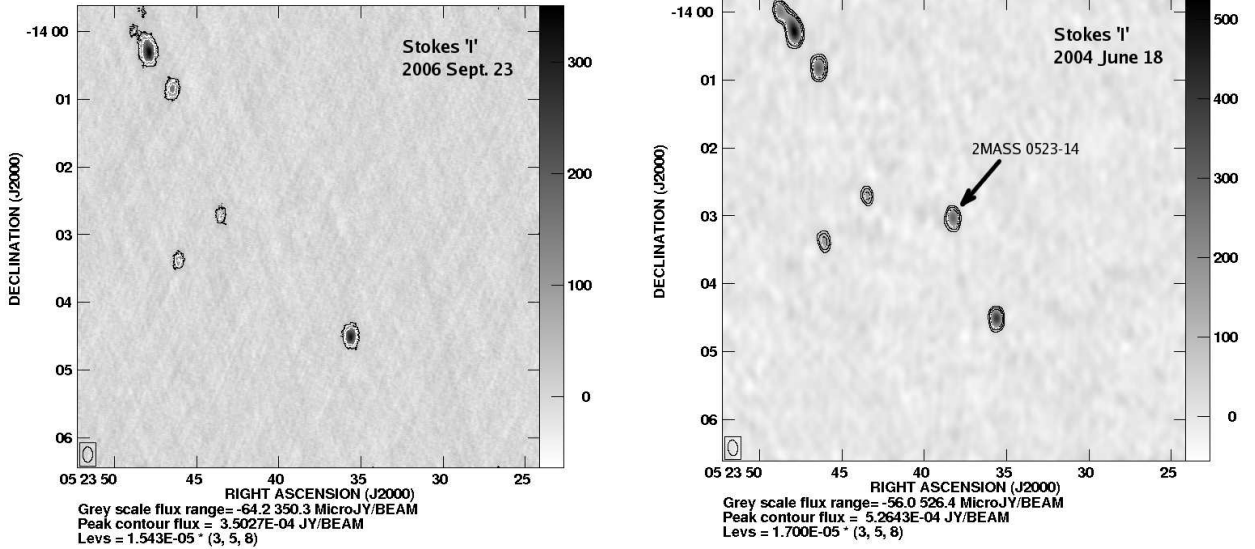 -14 00
01
02
03
04
05
06
DECLINATION (J2000)
Stokes 'I'
2006 Sept. 23
300
200
100
0
05 23 50
45
40
35
30
25
RIGHT ASCENSION (J2000)
Grey scale flux range= -64.2 350.3 MicroJY/BEAM
Peak contour flux = 3.5027E-04 JY/BEAM
Levs = 1.543E-05 * (3, 5, 8)
-14 00
01
02
03
04
05
06
DECLINATION (J2000)
Stokes 'I'
2004 June 18
2MASS 0523-14
500
400
300
200
100
0
05 23 50
45
40
35
30
25
RIGHT ASCENSION (J2000)
Grey scale flux range= -56.0 526.4 MicroJY/BEAM
Peak contour flux = 5.2643E-04 JY/BEAM
Levs = 1.700E-05 * (3, 5, 8)